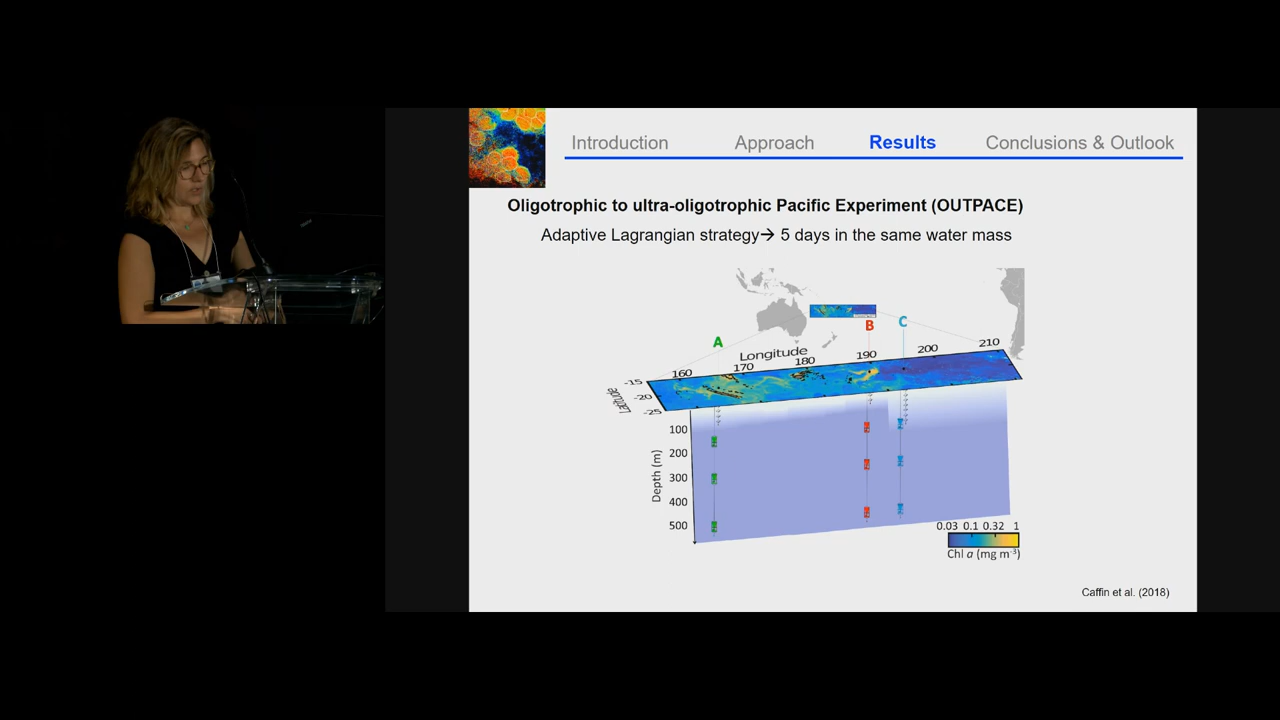 Introduction Approach Results Conclusions & Outlook
Oligotrophic to ultra-oligotrophic Pacific Experiment (OUTPACE)
Adaptive Lagrangian strategy→ 5 days in the same water mass
A B C
Longitude
160 170 180 190 200 210
Latitude
-15
-20
-25
Depth (m)
100
200
300
400
500
0.03 0.1 0.32 1
Chl a (mg m⁻³)
Caffin et al. (2018)